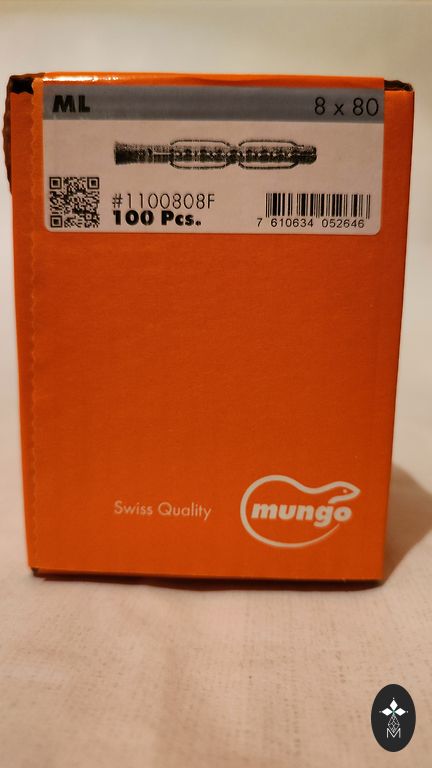 ML
8 x 80
#1100808F
100 Pcs.
7 610634 052646
Swiss Quality
mungo
M